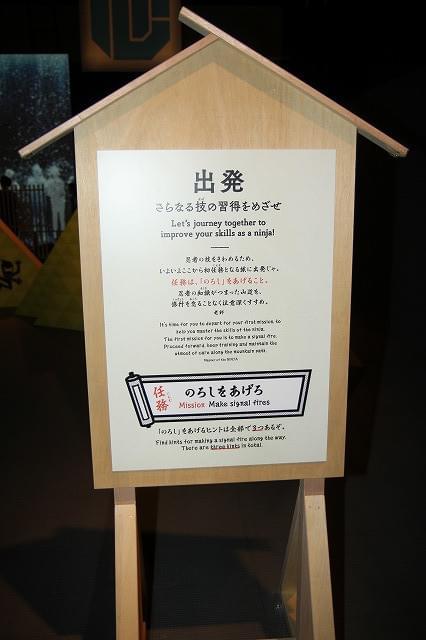 出発
さらなる技の習得をめざせ
Let's journey together to
improve your skills as a ninja!
忍者の技をきわめるため、
いよいよここから初任務となる旅に出発じゃ。
任務は、「のろし」をあげること。
忍者の知識がつまった山道を、
修行を怠ることなく注意深くすすめ。
老師
It's time for you to depart for your first mission, to
help you master the skills of the ninja.
The first mission for you is to make a signal fire.
Proceed forward, keep training and maintain the
utmost of care along the mountain pass.
Master of the NINJA
任務
のろしをあげろ
Mission Make signal fires
「のろし」をあげるヒントは全部で3つあるぞ。
Find hints for making a signal fire along the way.
There are three hints in total.